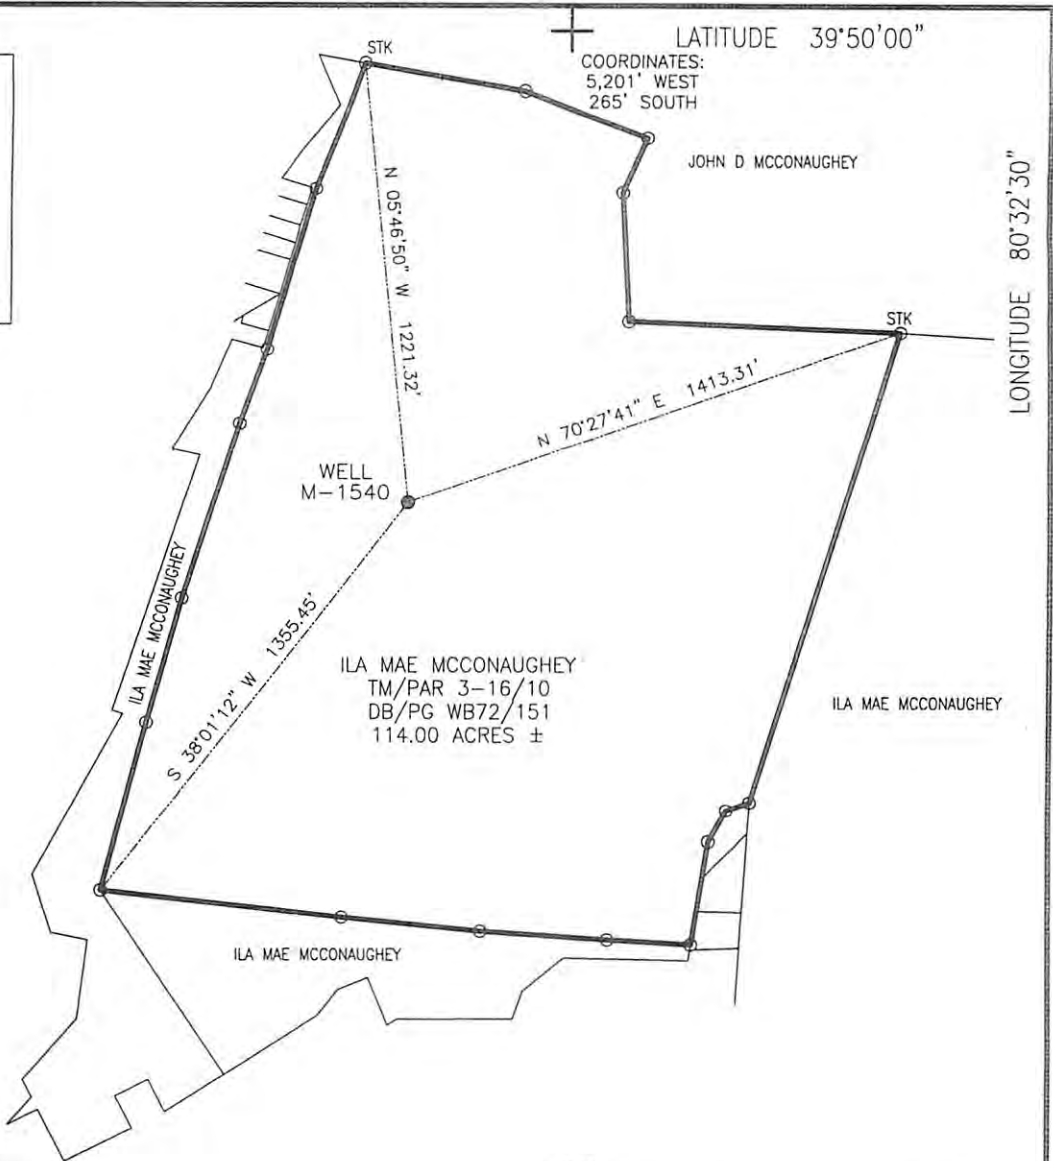 LATITUDE 39°50'00"
STK
COORDINATES:
5,201' WEST
265' SOUTH
JOHN D MCCONAUGHEY
LONGITUDE 80°32'30"
N 05°46'50" W 1221.32'
STK
N 70°27'41" E 1413.31'
WELL
M-1540
ILA MAE MCCONAUGHEY
S 38°01'12" W 1355.45'
ILA MAE MCCONAUGHEY
TM/PAR 3-16/10
DB/PG WB72/151
114.00 ACRES ±
ILA MAE MCCONAUGHEY
ILA MAE MCCONAUGHEY